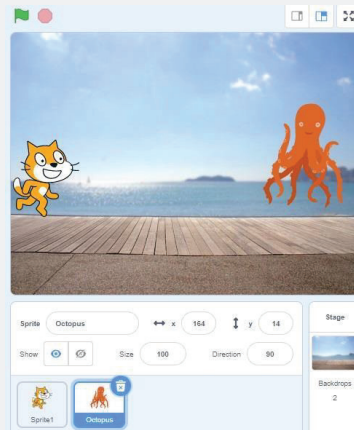 Sprite Octopus x 164 y 14
Show Size 100 Direction 90
Sprite1 Octopus
Stage
Backdrops
2